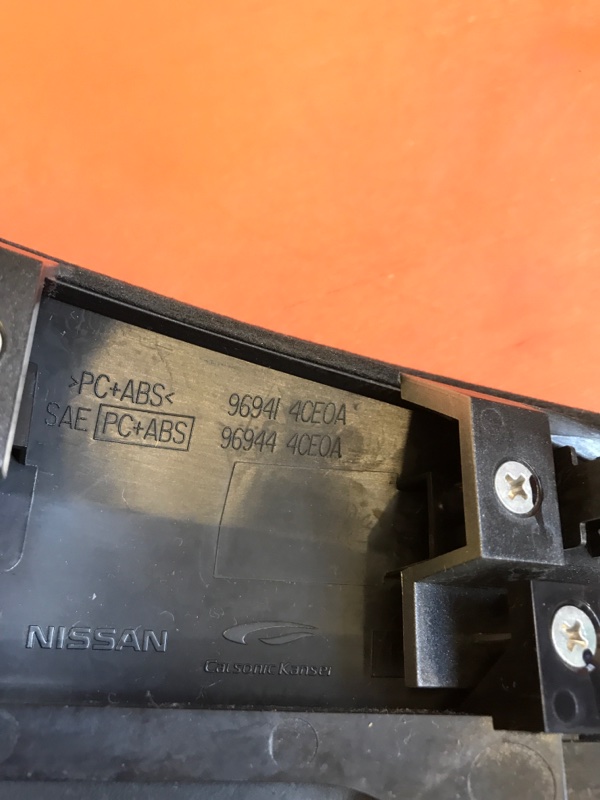 >PC+ABS<
SAE PC+ABS
96941 4CE0A
96944 4CE0A
NISSAN
Calsonic Kansei